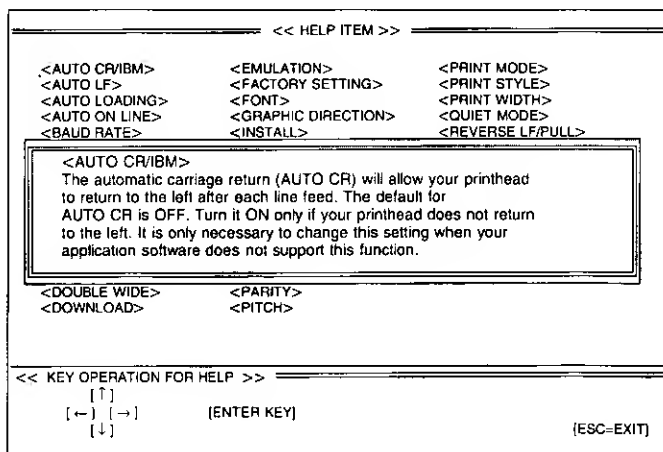 << HELP ITEM >>
<AUTO CR/IBM> <EMULATION> <PRINT MODE>
<AUTO LF> <FACTORY SETTING> <PRINT STYLE>
<AUTO LOADING> <FONT> <PRINT WIDTH>
<AUTO ON LINE> <GRAPHIC DIRECTION> <QUIET MODE>
<BAUD RATE> <INSTALL> <REVERSE LF/PULL>
<AUTO CR/IBM>
The automatic carriage return (AUTO CR) will allow your printhead
to return to the left after each line feed. The default for
AUTO CR is OFF. Turn it ON only if your printhead does not return
to the left. It is only necessary to change this setting when your
application software does not support this function.
<DOUBLE WIDE> <PARITY>
<DOWNLOAD> <PITCH>
<< KEY OPERATION FOR HELP >>
[↑]
[←] [→] [ENTER KEY]
[↓] [ESC=EXIT]